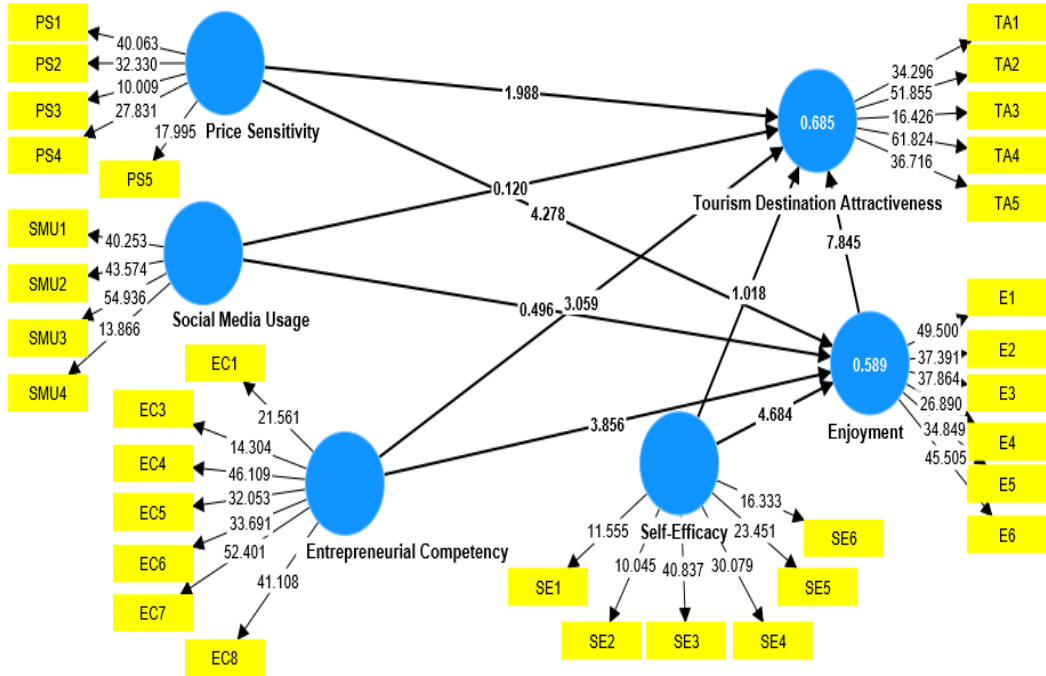 PS1
PS2
PS3
PS4
PS5
40.063
32.330
10.009
27.831
17.995
Price Sensitivity
SMU1
SMU2
SMU3
SMU4
40.253
43.574
54.936
13.866
Social Media Usage
EC1
EC3
EC4
EC5
EC6
EC7
EC8
21.561
14.304
46.109
32.053
33.691
52.401
41.108
Entrepreneurial Competency
1.988
0.120
4.278
0.496
3.059
3.856
1.018
4.684
7.845
0.685
Tourism Destination Attractiveness
34.296
51.855
16.426
61.824
36.716
TA1
TA2
TA3
TA4
TA5
0.589
Enjoyment
49.500
37.391
37.864
26.890
34.849
45.505
E1
E2
E3
E4
E5
E6
Self-Efficacy
11.555
10.045
40.837
30.079
23.451
16.333
SE1
SE2
SE3
SE4
SE5
SE6